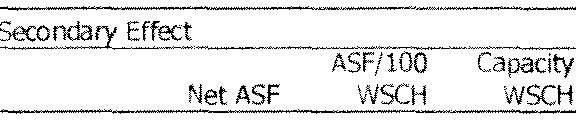 Secondary Effect
ASF/100 Capacity
Net ASF WSCH WSCH